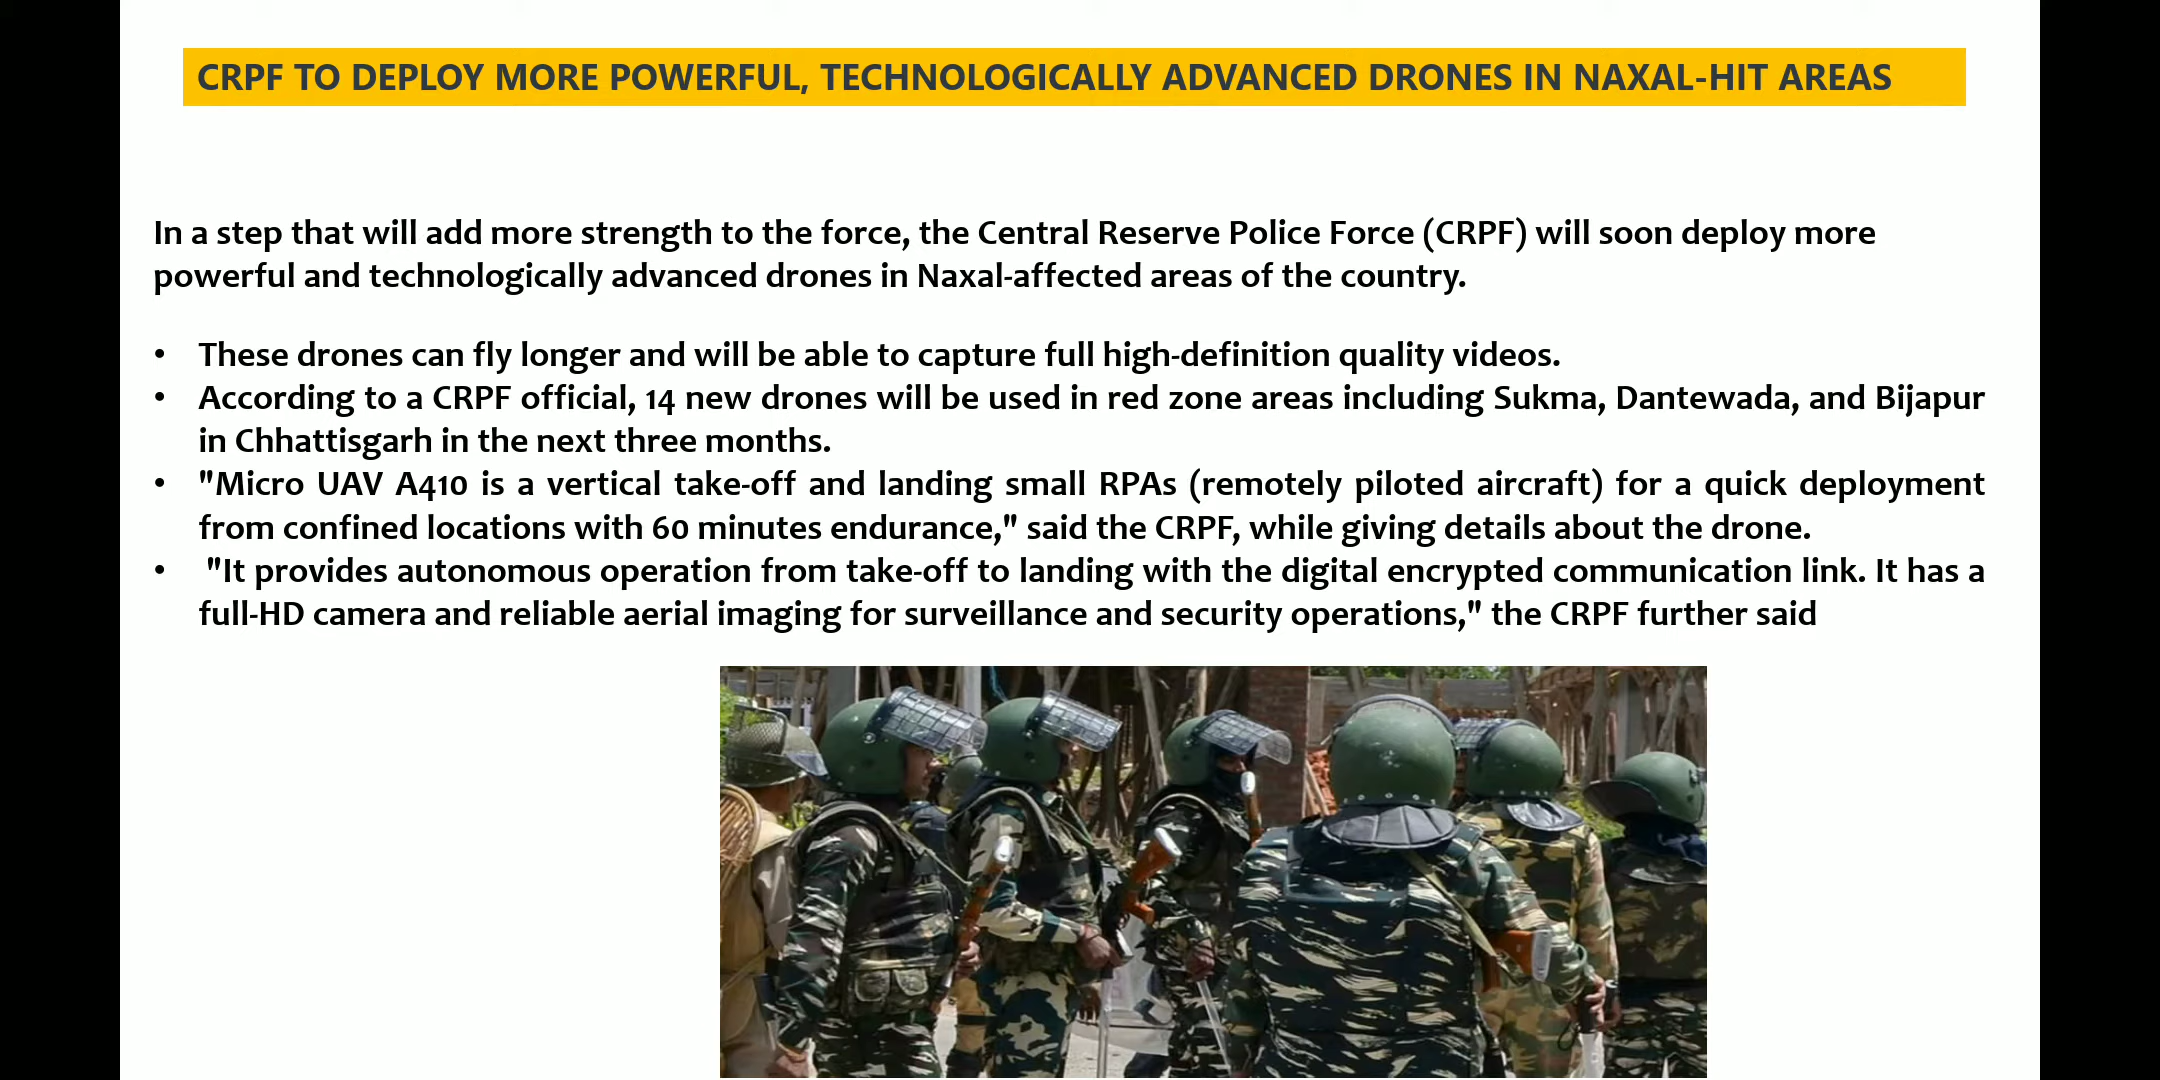 CRPF TO DEPLOY MORE POWERFUL, TECHNOLOGICALLY ADVANCED DRONES IN NAXAL-HIT AREAS
In a step that will add more strength to the force, the Central Reserve Police Force (CRPF) will soon deploy more
powerful and technologically advanced drones in Naxal-affected areas of the country.
• These drones can fly longer and will be able to capture full high-definition quality videos.
• According to a CRPF official, 14 new drones will be used in red zone areas including Sukma, Dantewada, and Bijapur
in Chhattisgarh in the next three months.
• "Micro UAV A410 is a vertical take-off and landing small RPAs (remotely piloted aircraft) for a quick deployment
from confined locations with 60 minutes endurance," said the CRPF, while giving details about the drone.
• "It provides autonomous operation from take-off to landing with the digital encrypted communication link. It has a
full-HD camera and reliable aerial imaging for surveillance and security operations," the CRPF further said